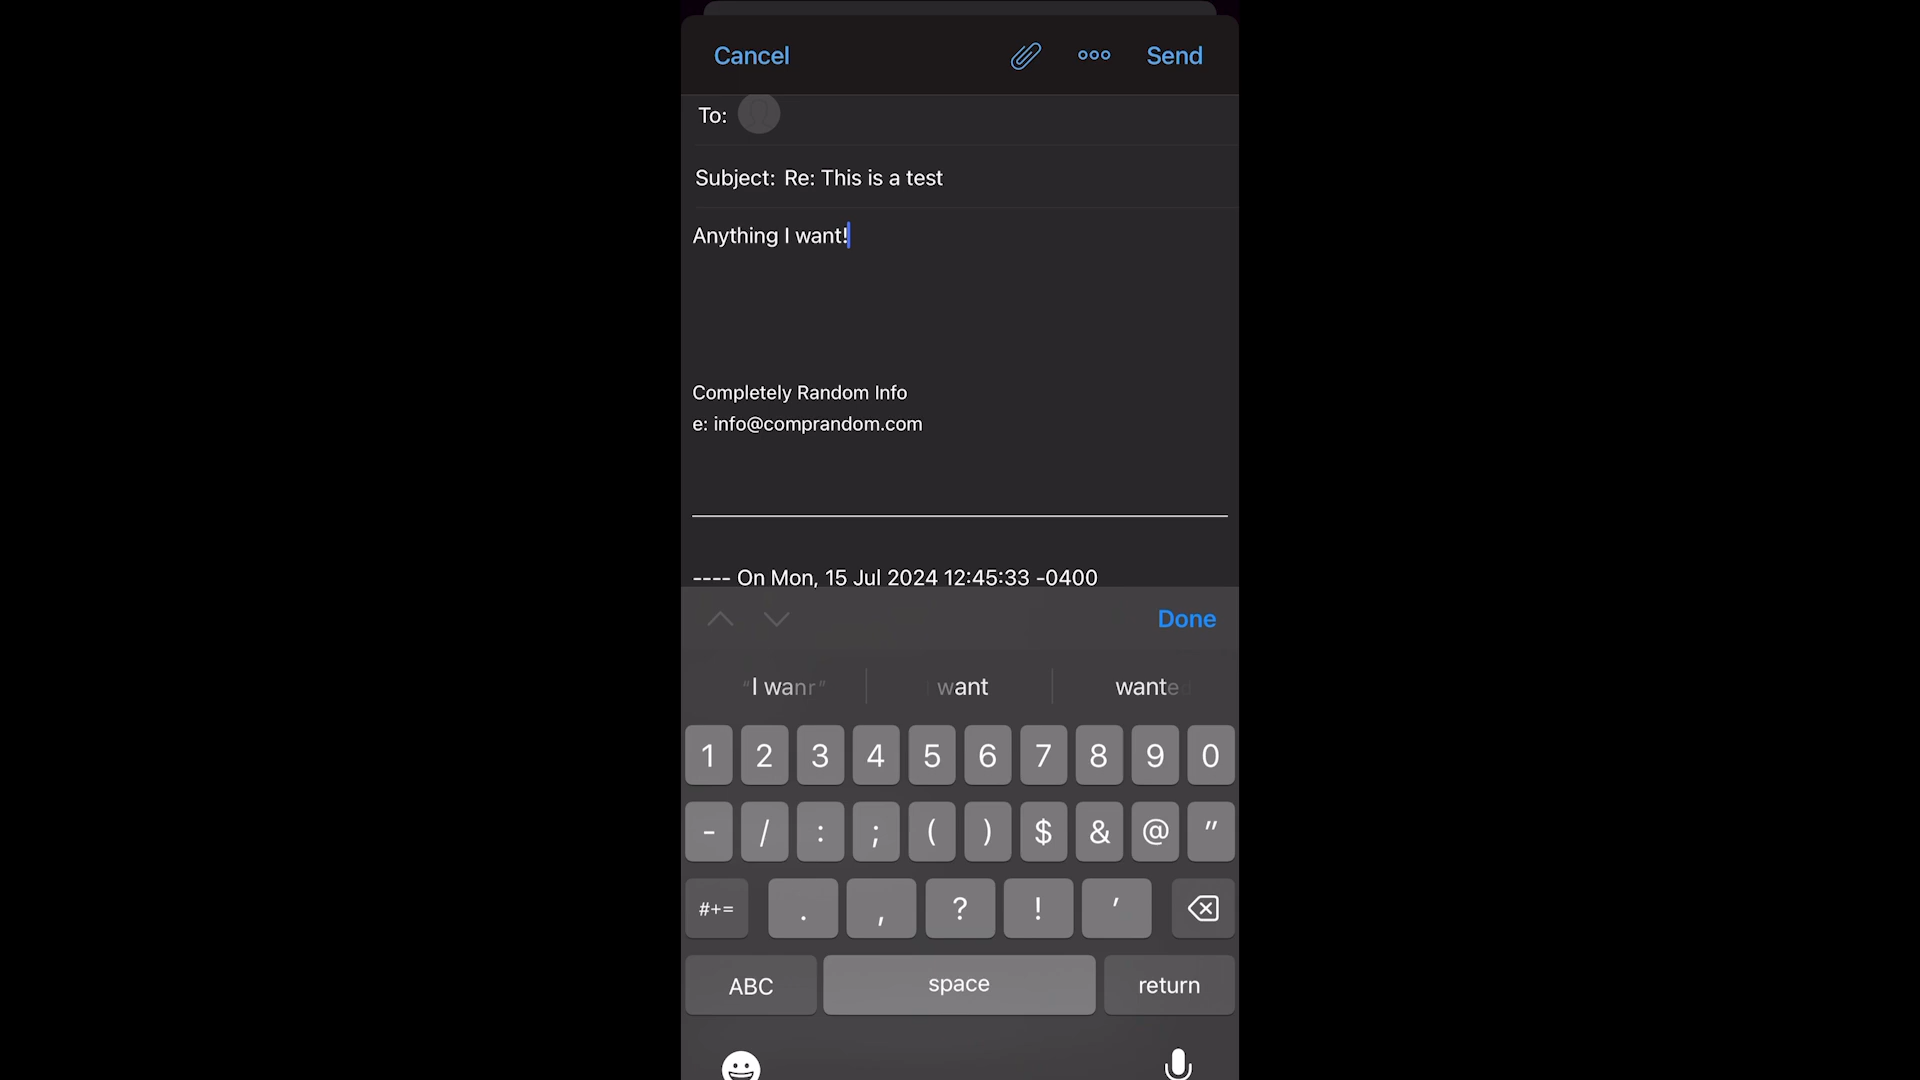 Cancel Send
To:
Subject: Re: This is a test
Anything I want!
Completely Random Info
e: info@comprandom.com
---- On Mon, 15 Jul 2024 12:45:33 -0400
Done
“I wanr” want wanted
1 2 3 4 5 6 7 8 9 0
- / : ; ( ) $ & @ "
#+= . , ? ! ’
ABC space return